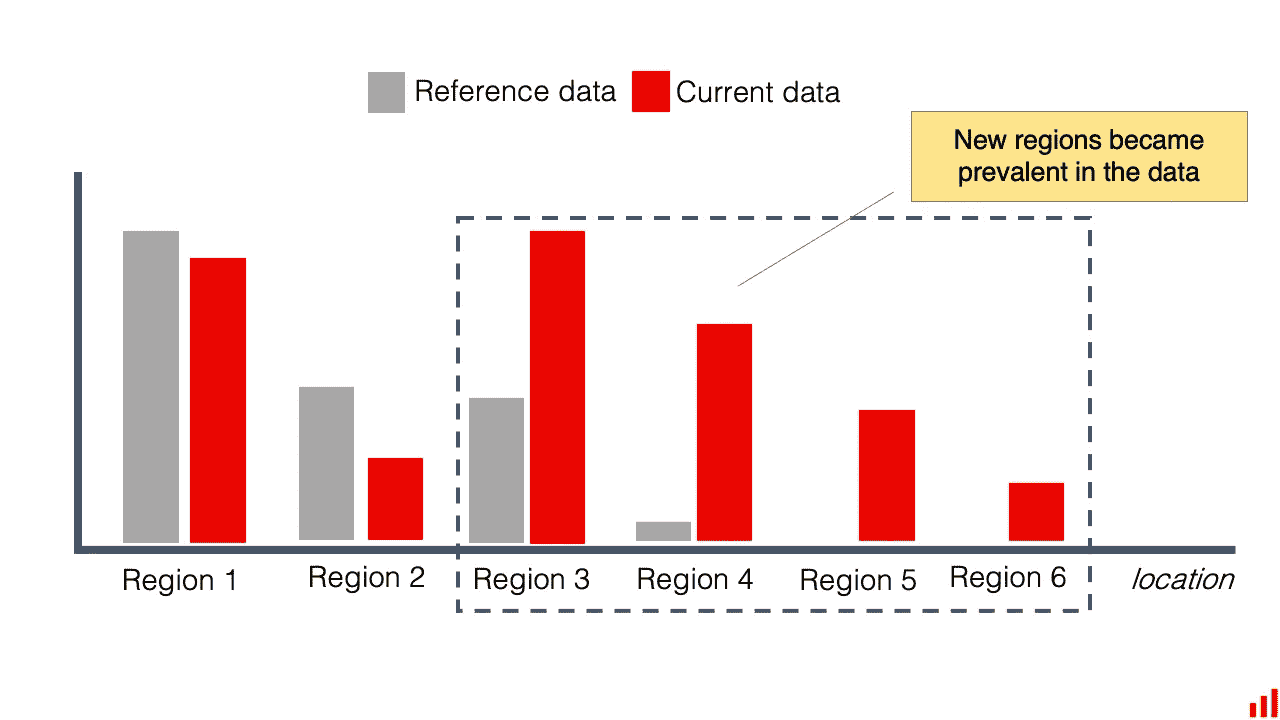 Reference data
Current data
New regions became
prevalent in the data
Region 1
Region 2
Region 3
Region 4
Region 5
Region 6
location